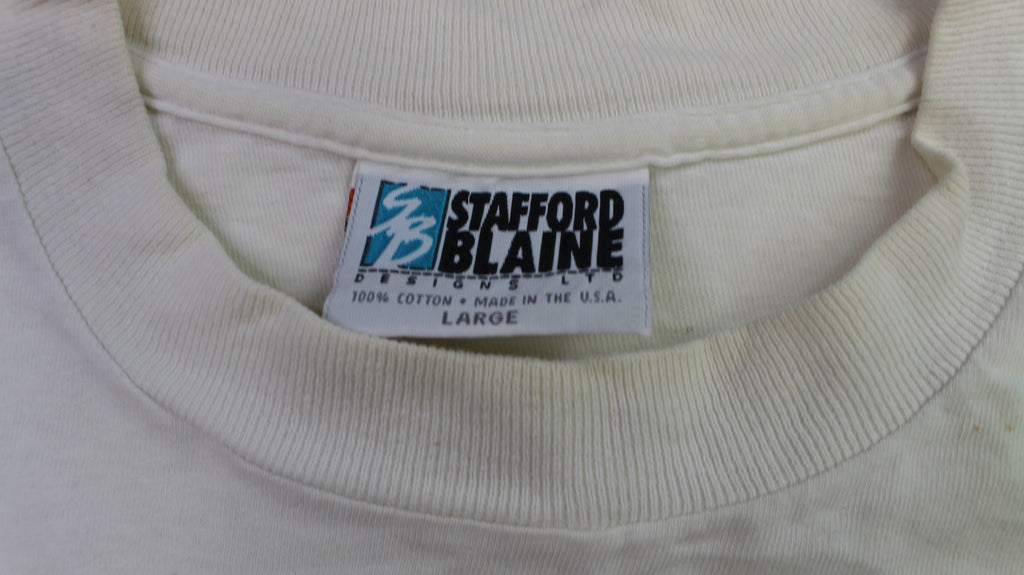 SB
STAFFORD
BLAINE
DESIGNS LTD
100% COTTON • MADE IN THE U.S.A.
LARGE